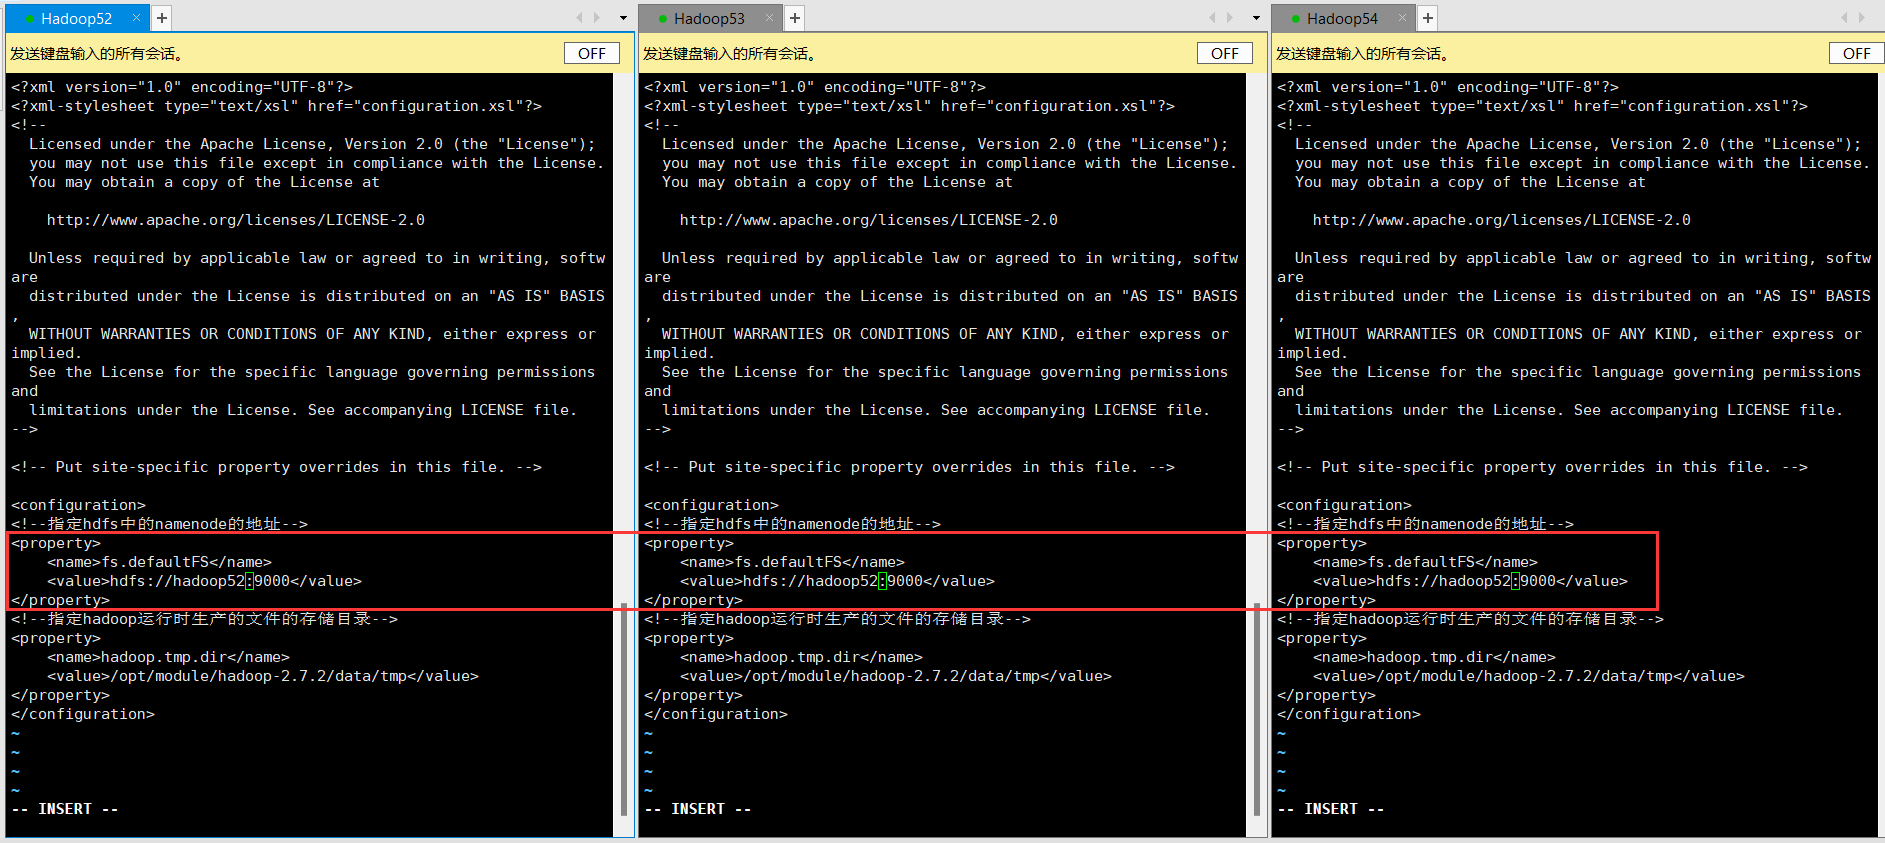 Hadoop52 × +
发送键盘输入的所有会话。 OFF
<?xml version="1.0" encoding="UTF-8"?>
<?xml-stylesheet type="text/xsl" href="configuration.xsl"?>
<!--
  Licensed under the Apache License, Version 2.0 (the "License");
  you may not use this file except in compliance with the License.
  You may obtain a copy of the License at

    http://www.apache.org/licenses/LICENSE-2.0

  Unless required by applicable law or agreed to in writing, softw
are
  distributed under the License is distributed on an "AS IS" BASIS
,
  WITHOUT WARRANTIES OR CONDITIONS OF ANY KIND, either express or
implied.
  See the License for the specific language governing permissions
and
  limitations under the License. See accompanying LICENSE file.
-->

<!-- Put site-specific property overrides in this file. -->

<configuration>
<!--指定hdfs中的namenode的地址-->
<property>
    <name>fs.defaultFS</name>
    <value>hdfs://hadoop52:9000</value>
</property>
<!--指定hadoop运行时生产的文件的存储目录-->
<property>
    <name>hadoop.tmp.dir</name>
    <value>/opt/module/hadoop-2.7.2/data/tmp</value>
</property>
</configuration>
~
~
~
~
-- INSERT --
Hadoop53 × +
发送键盘输入的所有会话。 OFF
<?xml version="1.0" encoding="UTF-8"?>
<?xml-stylesheet type="text/xsl" href="configuration.xsl"?>
<!--
  Licensed under the Apache License, Version 2.0 (the "License");
  you may not use this file except in compliance with the License.
  You may obtain a copy of the License at

    http://www.apache.org/licenses/LICENSE-2.0

  Unless required by applicable law or agreed to in writing, softw
are
  distributed under the License is distributed on an "AS IS" BASIS
,
  WITHOUT WARRANTIES OR CONDITIONS OF ANY KIND, either express or
implied.
  See the License for the specific language governing permissions
and
  limitations under the License. See accompanying LICENSE file.
-->

<!-- Put site-specific property overrides in this file. -->

<configuration>
<!--指定hdfs中的namenode的地址-->
<property>
    <name>fs.defaultFS</name>
    <value>hdfs://hadoop52:9000</value>
</property>
<!--指定hadoop运行时生产的文件的存储目录-->
<property>
    <name>hadoop.tmp.dir</name>
    <value>/opt/module/hadoop-2.7.2/data/tmp</value>
</property>
</configuration>
~
~
~
~
-- INSERT --
Hadoop54 × +
发送键盘输入的所有会话。 OFF
<?xml version="1.0" encoding="UTF-8"?>
<?xml-stylesheet type="text/xsl" href="configuration.xsl"?>
<!--
  Licensed under the Apache License, Version 2.0 (the "License");
  you may not use this file except in compliance with the License.
  You may obtain a copy of the License at

    http://www.apache.org/licenses/LICENSE-2.0

  Unless required by applicable law or agreed to in writing, softw
are
  distributed under the License is distributed on an "AS IS" BASIS
,
  WITHOUT WARRANTIES OR CONDITIONS OF ANY KIND, either express or
implied.
  See the License for the specific language governing permissions
and
  limitations under the License. See accompanying LICENSE file.
-->

<!-- Put site-specific property overrides in this file. -->

<configuration>
<!--指定hdfs中的namenode的地址-->
<property>
    <name>fs.defaultFS</name>
    <value>hdfs://hadoop52:9000</value>
</property>
<!--指定hadoop运行时生产的文件的存储目录-->
<property>
    <name>hadoop.tmp.dir</name>
    <value>/opt/module/hadoop-2.7.2/data/tmp</value>
</property>
</configuration>
~
~
~
~
-- INSERT --